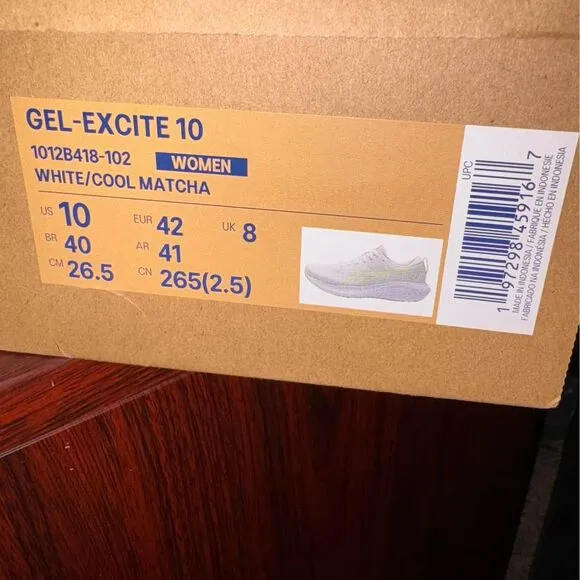 GEL-EXCITE 10
1012B418-102 WOMEN
WHITE/COOL MATCHA
US 10 EUR 42 UK 8
BR 40 AR 41
CM 26.5 CN 265(2.5)
UPC
1 97298 45916 7
MADE IN INDONESIA / FABRIQUE EN INDONESIE
FABRICADO NA INDONÉSIA / HECHO EN INDONESIA